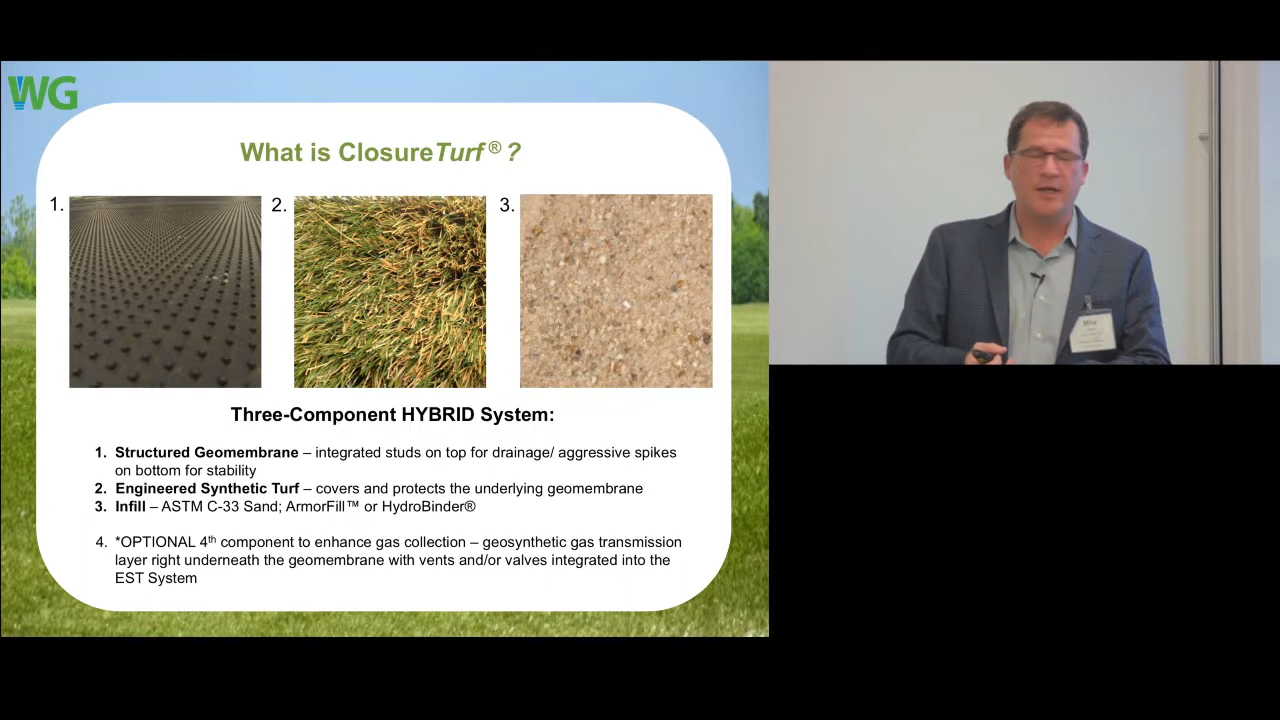 WG
What is ClosureTurf® ?
1.
2.
3.
Three-Component HYBRID System:
1. Structured Geomembrane – integrated studs on top for drainage/ aggressive spikes
on bottom for stability
2. Engineered Synthetic Turf – covers and protects the underlying geomembrane
3. Infill – ASTM C-33 Sand; ArmorFill™ or HydroBinder®
4. *OPTIONAL 4th component to enhance gas collection – geosynthetic gas transmission
layer right underneath the geomembrane with vents and/or valves integrated into the
EST System